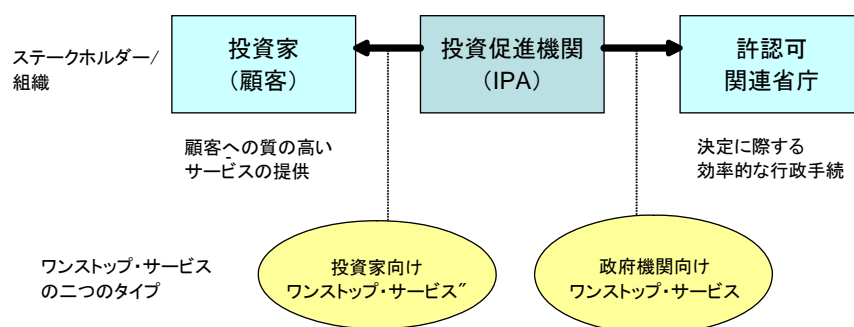 ステークホルダー/
組織
投資家
（顧客）
投資促進機関
（IPA）
許認可
関連省庁
顧客への質の高い
サービスの提供
決定に際する
効率的な行政手続
ワンストップ・サービス
の二つのタイプ
投資家向け
ワンストップ・サービス”
政府機関向け
ワンストップ・サービス